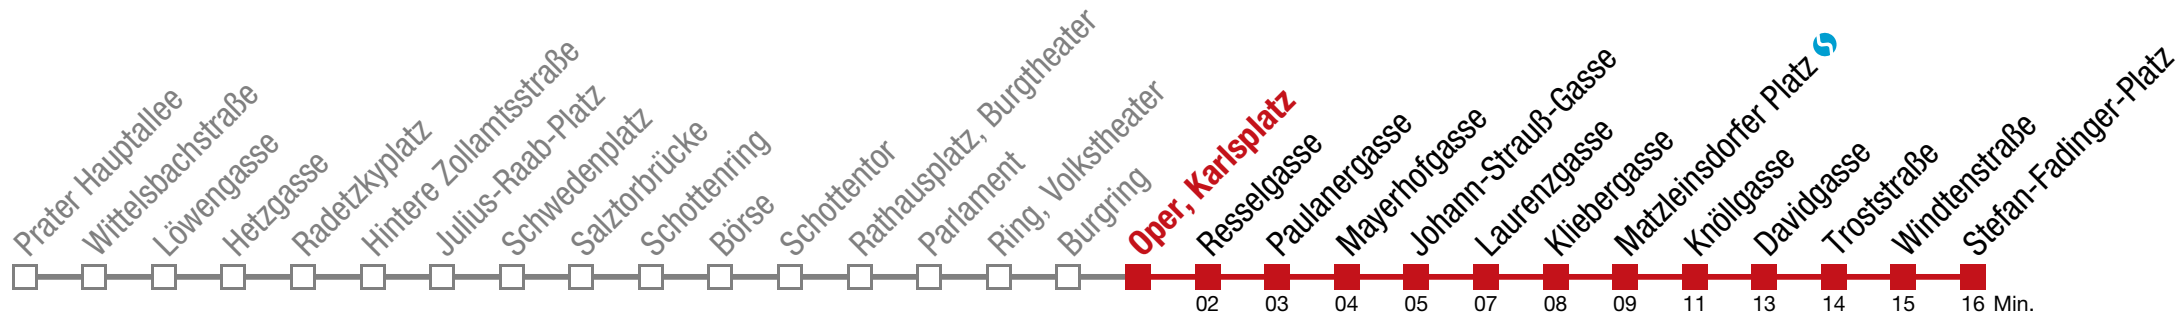 Prater Hauptallee
Wittelsbachstraße
Löwengasse
Hetzgasse
Radetzkyplatz
Hintere Zollamtsstraße
Julius-Raab-Platz
Schwedenplatz
Salztorbrücke
Schottenring
Börse
Schottentor
Rathausplatz, Burgtheater
Parlament
Ring, Volkstheater
Burgring
Oper, Karlsplatz
Resselgasse
Paulanergasse
Mayerhofgasse
Johann-Strauß-Gasse
Laurenzgasse
Kliebergasse
Matzleinsdorfer Platz
Knöllgasse
Davidgasse
Troststraße
Windtenstraße
Stefan-Fadinger-Platz
02 03 04 05 07 08 09 11 13 14 15 16 Min.